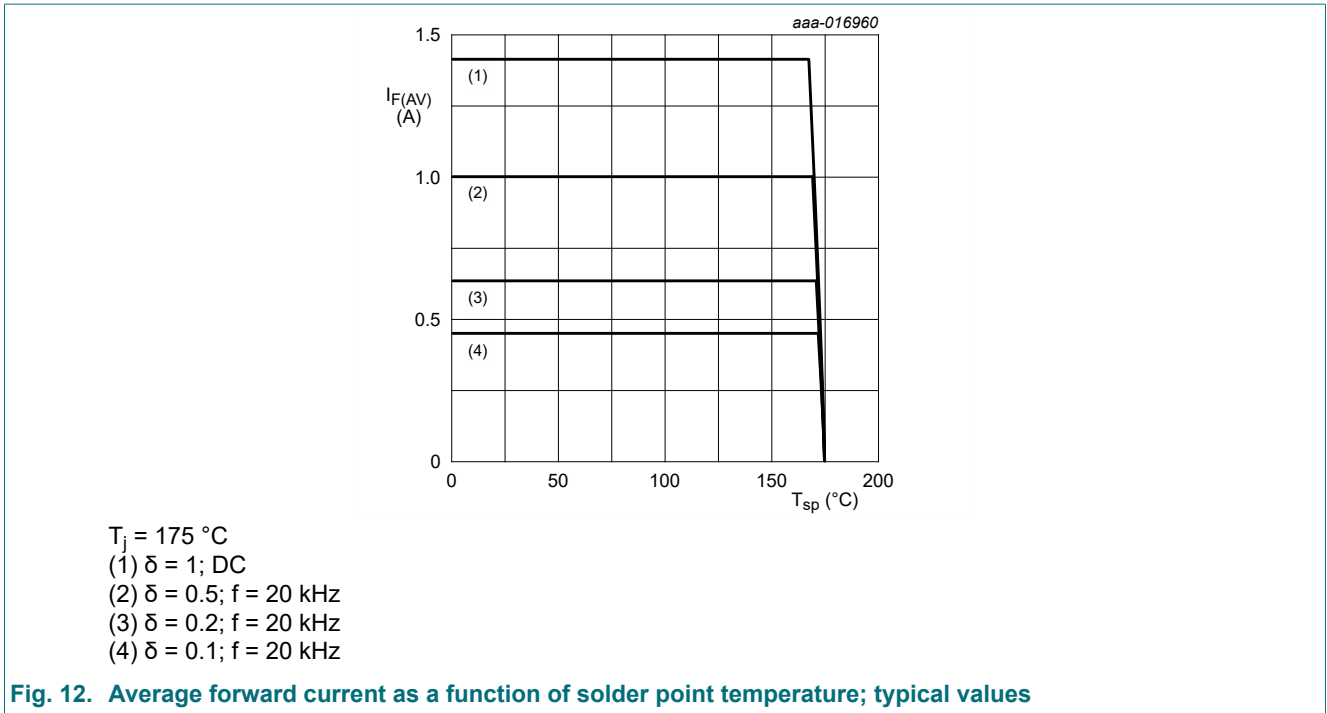 aaa-016960
1.5
(1)
I_F(AV)
(A)
1.0
(2)
(3)
0.5
(4)
0
0 50 100 150 200
T_sp (°C)
T_j = 175 °C
(1) δ = 1; DC
(2) δ = 0.5; f = 20 kHz
(3) δ = 0.2; f = 20 kHz
(4) δ = 0.1; f = 20 kHz
Fig. 12. Average forward current as a function of solder point temperature; typical values